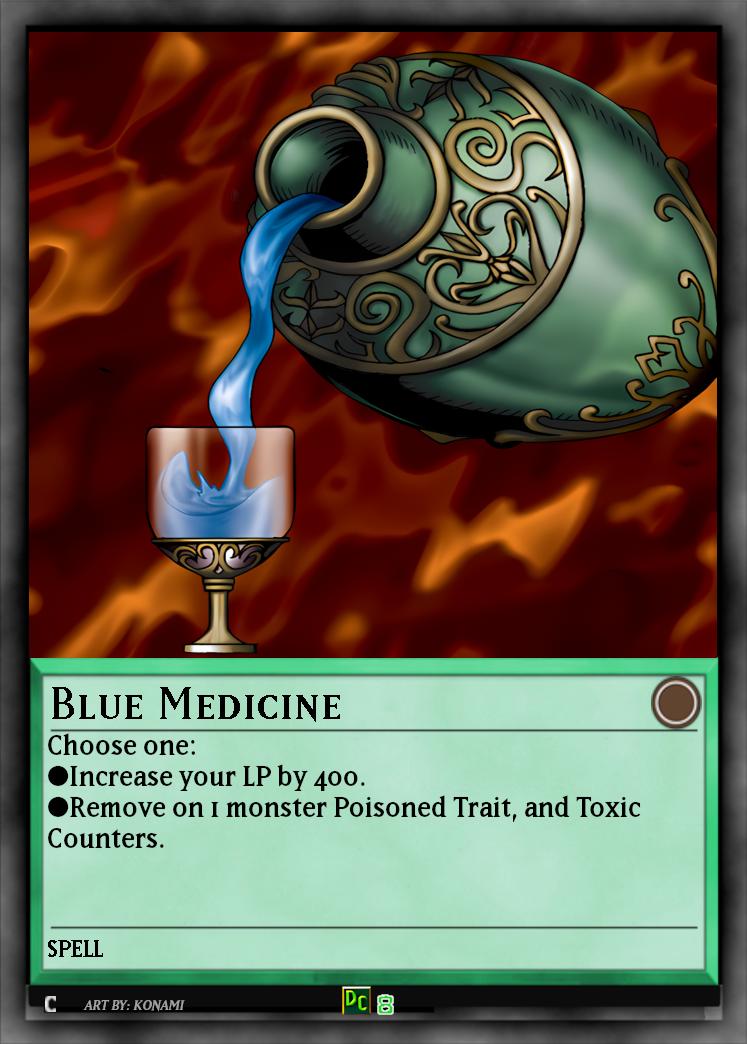 Blue Medicine
Choose one:
●Increase your LP by 400.
●Remove on 1 monster Poisoned Trait, and Toxic
Counters.
SPELL
C ART BY: KONAMI DC 8